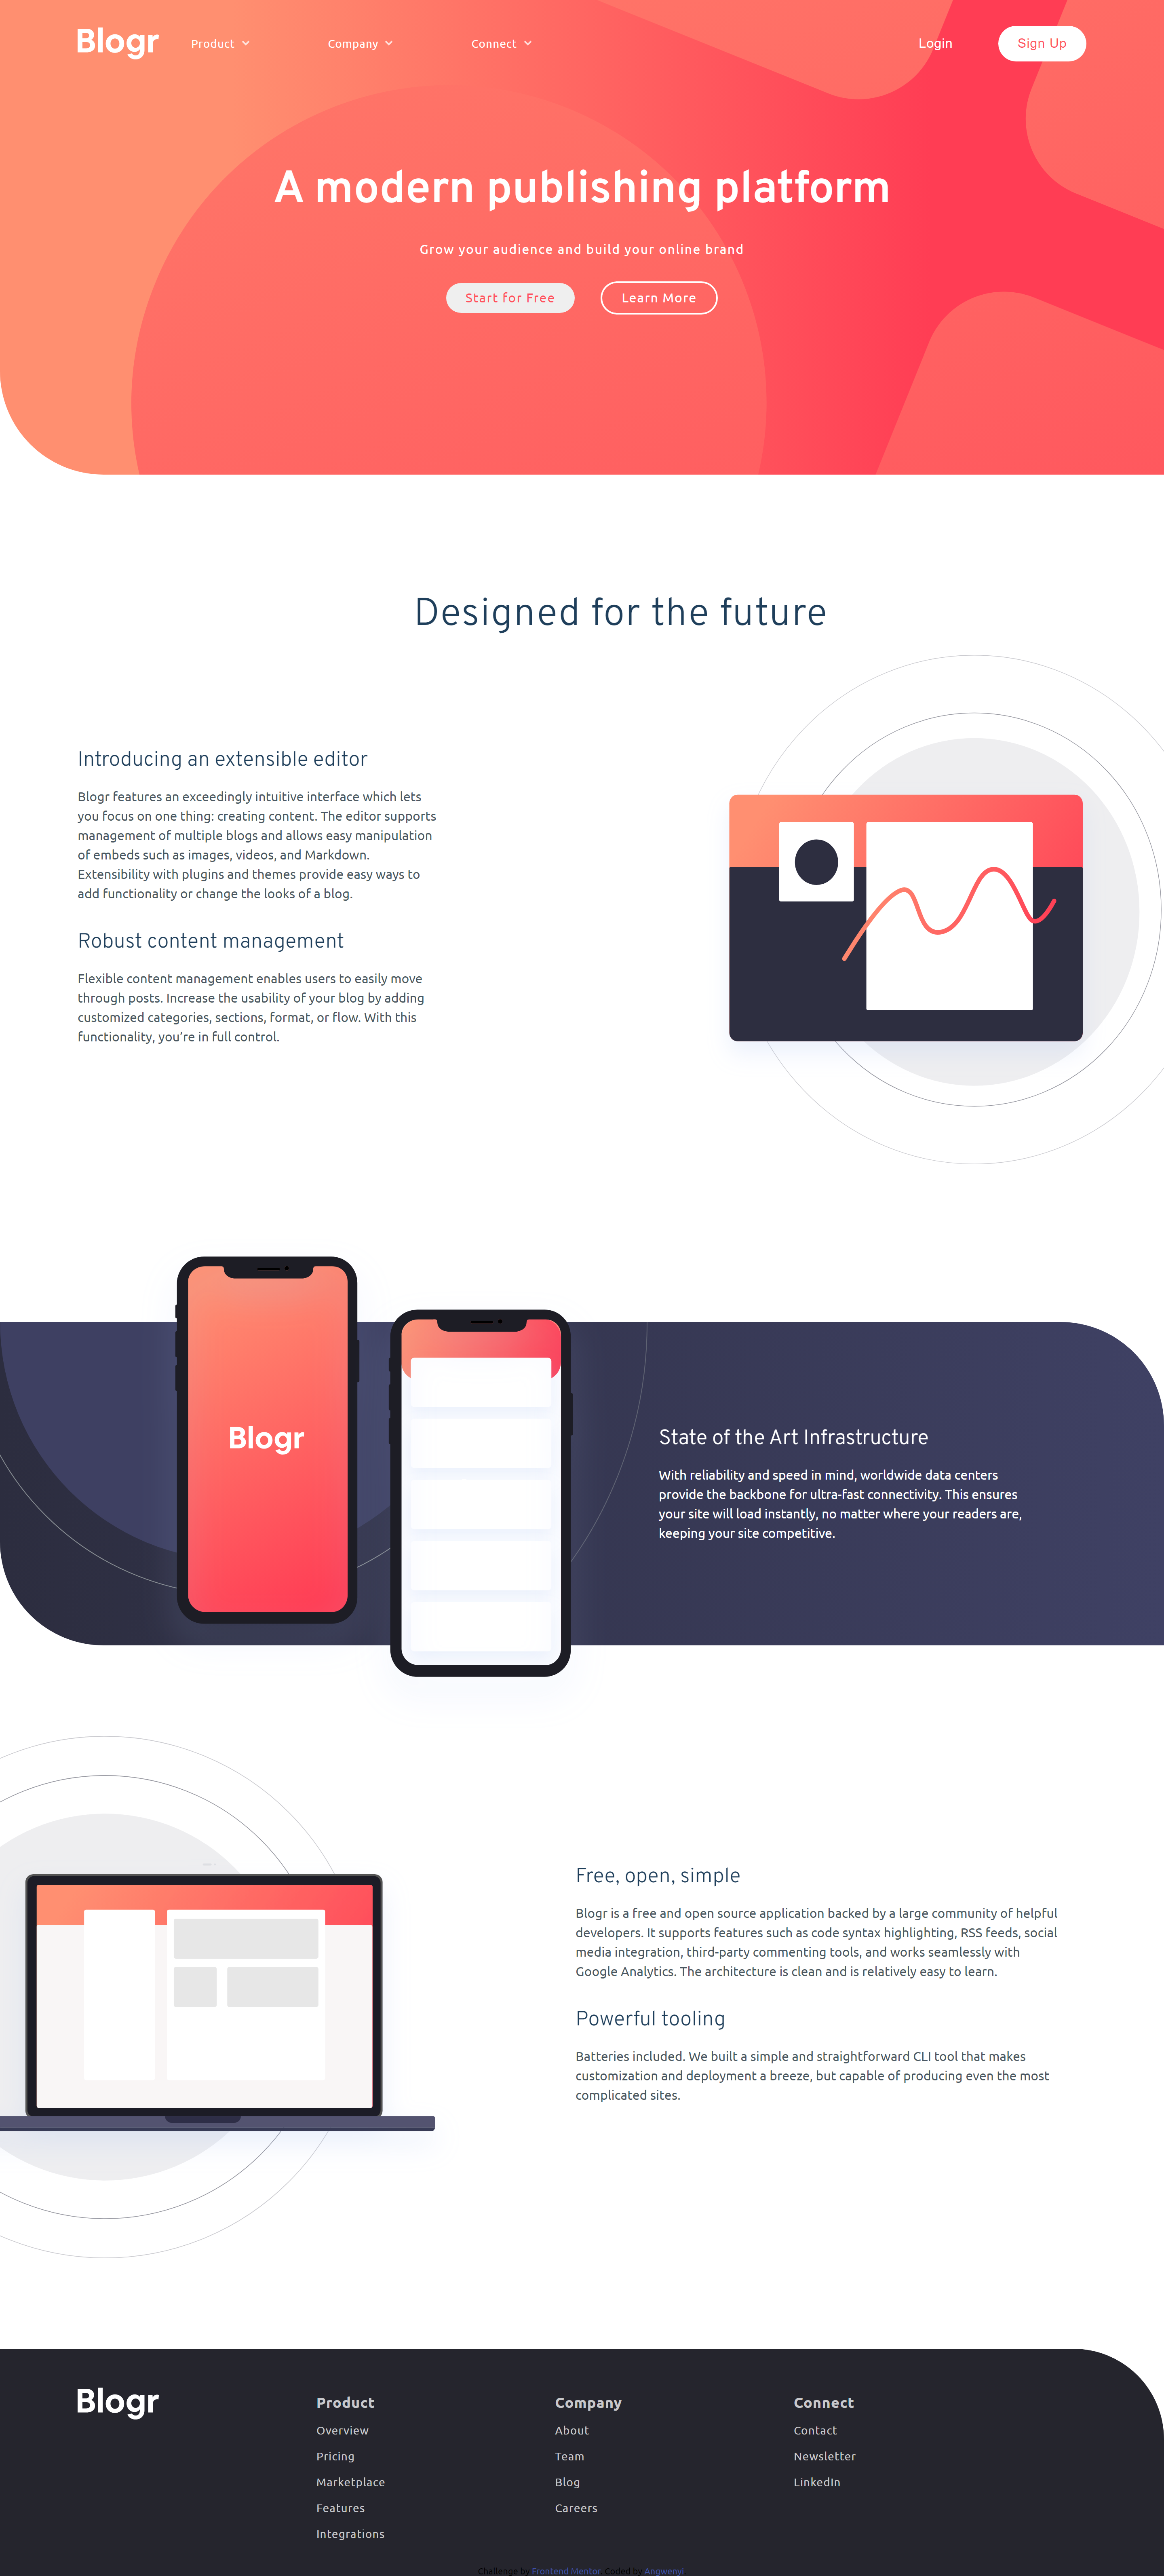 Blogr Product Company Connect Login Sign Up
A modern publishing platform
Grow your audience and build your online brand
Start for Free Learn More
Designed for the future
Introducing an extensible editor
Blogr features an exceedingly intuitive interface which lets
you focus on one thing: creating content. The editor supports
management of multiple blogs and allows easy manipulation
of embeds such as images, videos, and Markdown.
Extensibility with plugins and themes provide easy ways to
add functionality or change the looks of a blog.
Robust content management
Flexible content management enables users to easily move
through posts. Increase the usability of your blog by adding
customized categories, sections, format, or flow. With this
functionality, you’re in full control.
Blogr
State of the Art Infrastructure
With reliability and speed in mind, worldwide data centers
provide the backbone for ultra-fast connectivity. This ensures
your site will load instantly, no matter where your readers are,
keeping your site competitive.
Free, open, simple
Blogr is a free and open source application backed by a large community of helpful
developers. It supports features such as code syntax highlighting, RSS feeds, social
media integration, third-party commenting tools, and works seamlessly with
Google Analytics. The architecture is clean and is relatively easy to learn.
Powerful tooling
Batteries included. We built a simple and straightforward CLI tool that makes
customization and deployment a breeze, but capable of producing even the most
complicated sites.
Blogr
Product
Overview
Pricing
Marketplace
Features
Integrations
Company
About
Team
Blog
Careers
Connect
Contact
Newsletter
LinkedIn
Challenge by Frontend Mentor. Coded by Angwenyi.